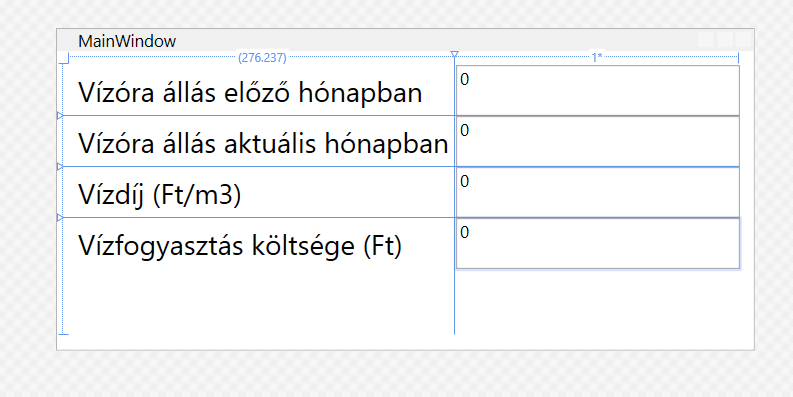 MainWindow
(276.237) 1*
Vízóra állás előző hónapban 0
Vízóra állás aktuális hónapban 0
Vízdíj (Ft/m3) 0
Vízfogyasztás költsége (Ft) 0